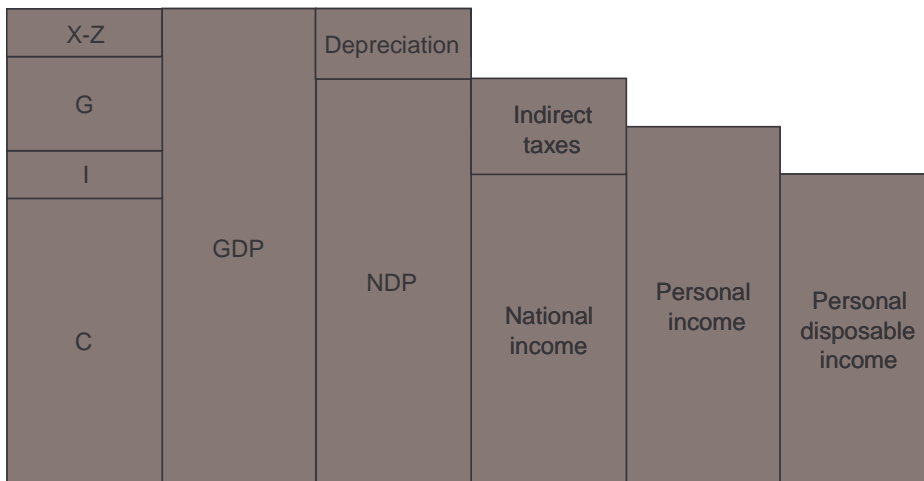 X-Z
G
I
C
GDP
Depreciation
NDP
Indirect
taxes
National
income
Personal
income
Personal
disposable
income